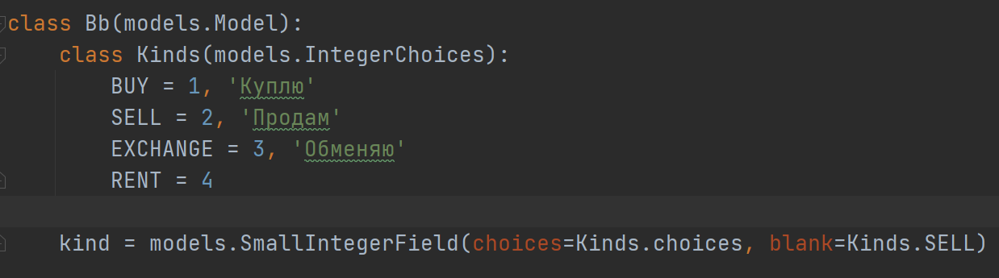 class Bb(models.Model):
    class Kinds(models.IntegerChoices):
        BUY = 1, 'Куплю'
        SELL = 2, 'Продам'
        EXCHANGE = 3, 'Обменяю'
        RENT = 4
    kind = models.SmallIntegerField(choices=Kinds.choices, blank=Kinds.SELL)